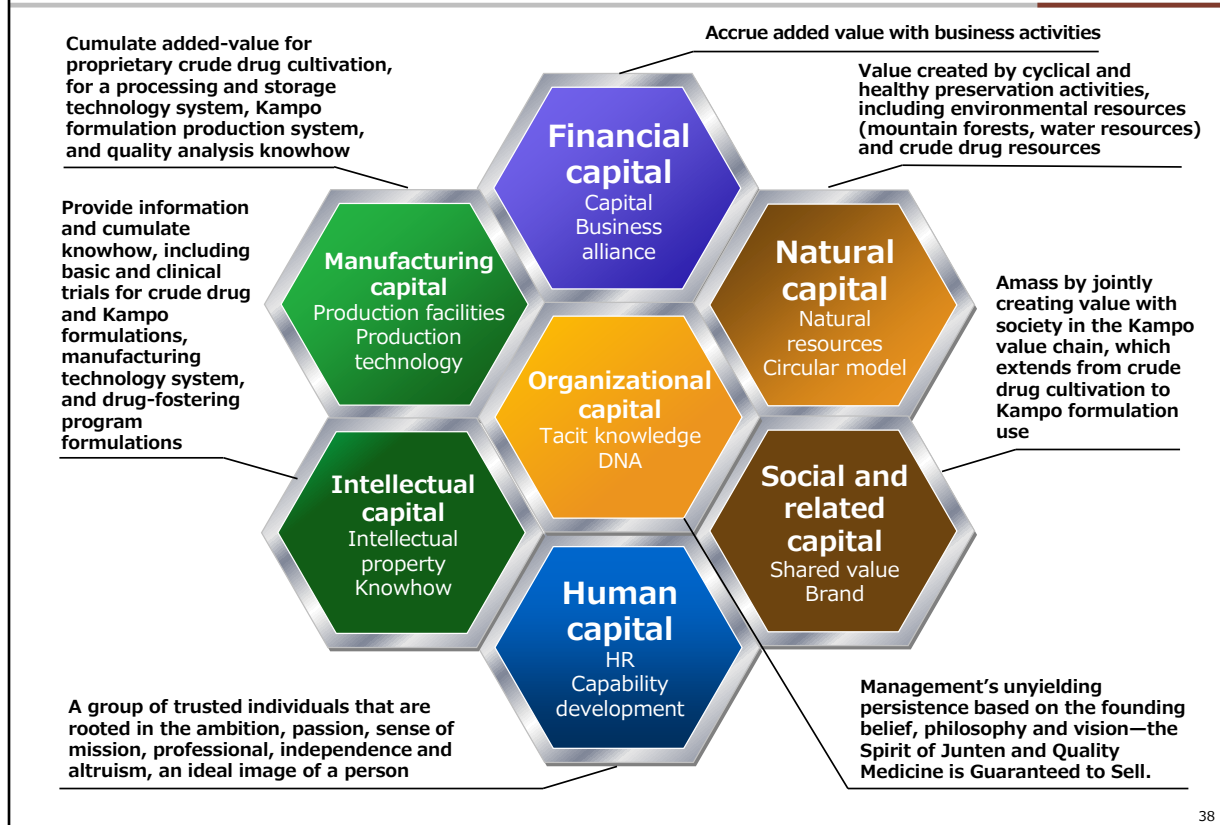 Cumulate added-value for
proprietary crude drug cultivation,
for a processing and storage
technology system, Kampo
formulation production system,
and quality analysis knowhow
Accrue added value with business activities
Value created by cyclical and
healthy preservation activities,
including environmental resources
(mountain forests, water resources)
and crude drug resources
Financial
capital
Capital
Business
alliance
Provide information
and cumulate
knowhow, including
basic and clinical
trials for crude drug
and Kampo
formulations,
manufacturing
technology system,
and drug-fostering
program
formulations
Manufacturing
capital
Production facilities
Production
technology
Natural
capital
Natural
resources
Circular model
Amass by jointly
creating value with
society in the Kampo
value chain, which
extends from crude
drug cultivation to
Kampo formulation
use
Organizational
capital
Tacit knowledge
DNA
Intellectual
capital
Intellectual
property
Knowhow
Social and
related
capital
Shared value
Brand
Human
capital
HR
Capability
development
A group of trusted individuals that are
rooted in the ambition, passion, sense of
mission, professional, independence and
altruism, an ideal image of a person
Management’s unyielding
persistence based on the founding
belief, philosophy and vision—the
Spirit of Junten and Quality
Medicine is Guaranteed to Sell.
38